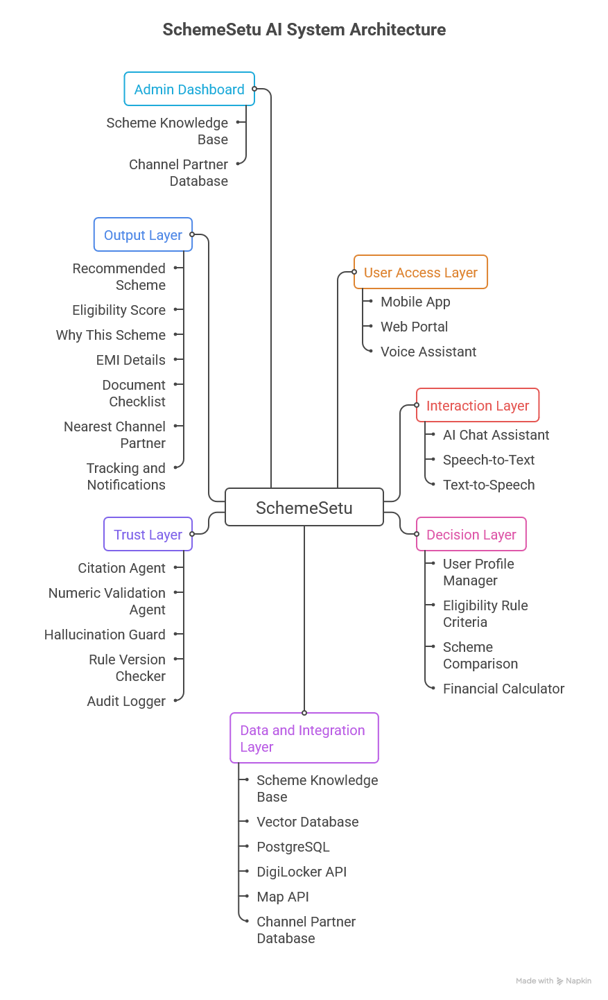 SchemeSetu AI System Architecture
Admin Dashboard
Scheme Knowledge
Base
Channel Partner
Database
Output Layer
Recommended
Scheme
Eligibility Score
Why This Scheme
EMI Details
Document
Checklist
Nearest Channel
Partner
Tracking and
Notifications
User Access Layer
Mobile App
Web Portal
Voice Assistant
Interaction Layer
AI Chat Assistant
Speech-to-Text
Text-to-Speech
SchemeSetu
Trust Layer
Citation Agent
Numeric Validation
Agent
Hallucination Guard
Rule Version
Checker
Audit Logger
Decision Layer
User Profile
Manager
Eligibility Rule
Criteria
Scheme
Comparison
Financial Calculator
Data and Integration
Layer
Scheme Knowledge
Base
Vector Database
PostgreSQL
DigiLocker API
Map API
Channel Partner
Database
Made with Napkin